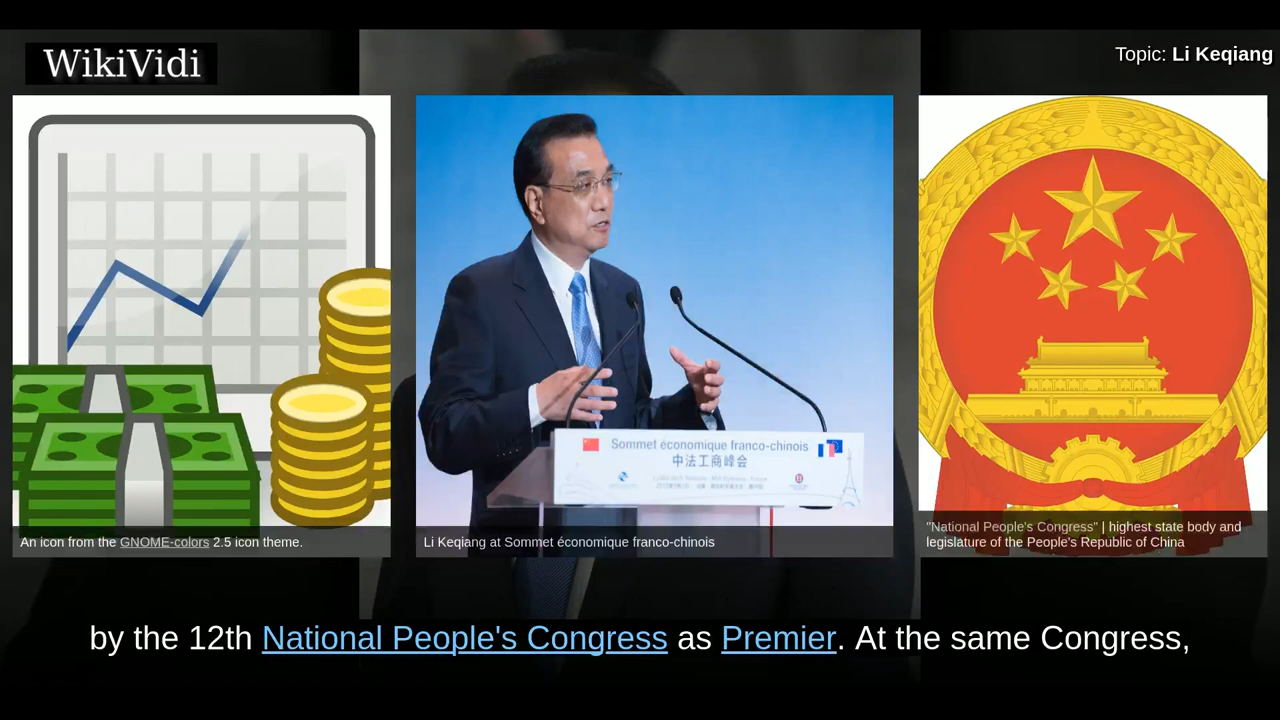 WikiVidi
Topic: Li Keqiang
Sommet économique franco-chinois
中法工商峰会
An icon from the GNOME-colors 2.5 icon theme.
Li Keqiang at Sommet économique franco-chinois
"National People's Congress" | highest state body and
legislature of the People's Republic of China
by the 12th National People's Congress as Premier. At the same Congress,